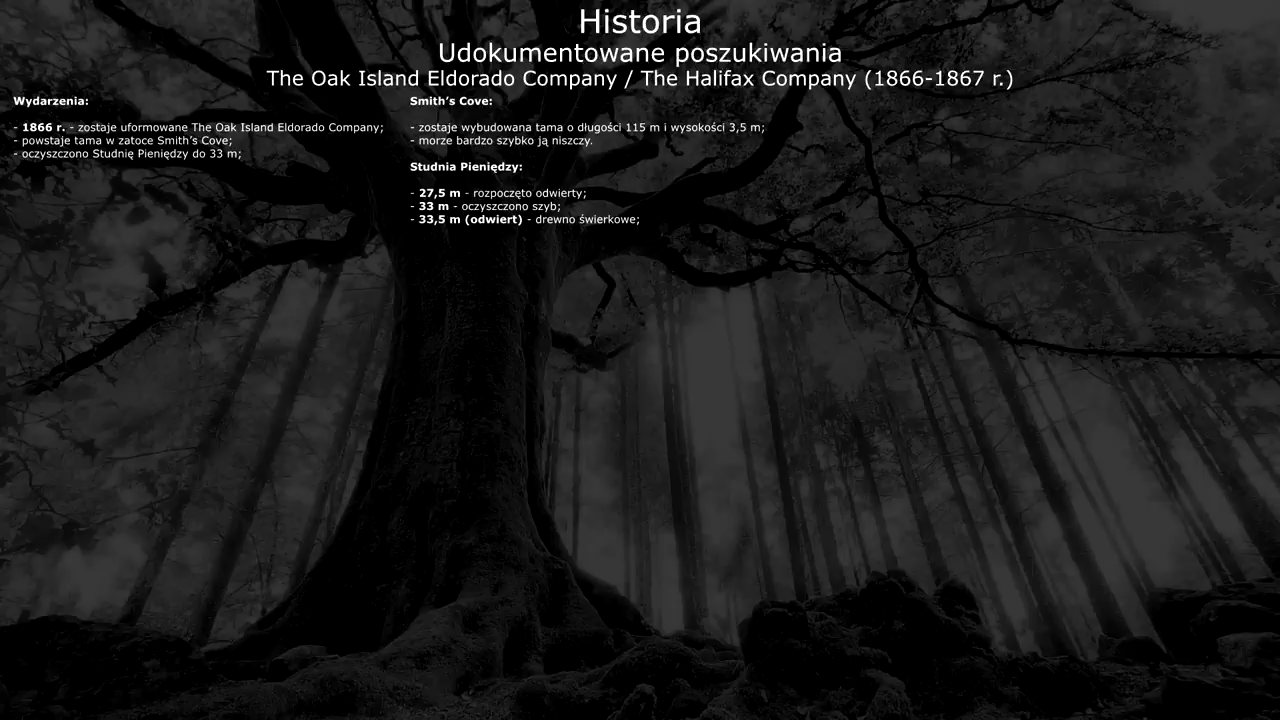 Historia
Udokumentowane poszukiwania
The Oak Island Eldorado Company / The Halifax Company (1866-1867 r.)
Wydarzenia:
- 1866 r. - zostaje uformowane The Oak Island Eldorado Company;
- powstaje tama w zatoce Smith’s Cove;
- oczyszczono Studnię Pieniędzy do 33 m;
Smith’s Cove:
- zostaje wybudowana tama o długości 115 m i wysokości 3,5 m;
- morze bardzo szybko ją niszczy.
Studnia Pieniędzy:
- 27,5 m - rozpoczęto odwierty;
- 33 m - oczyszczono szyb;
- 33,5 m (odwiert) - drewno świerkowe;